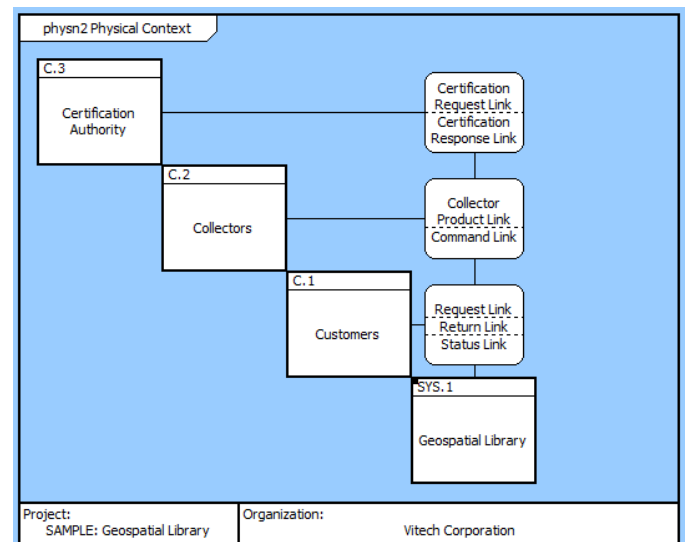 physn2 Physical Context
C.3
Certification
Authority
Certification
Request Link
Certification
Response Link
C.2
Collectors
Collector
Product Link
Command Link
C.1
Customers
Request Link
Return Link
Status Link
SYS.1
Geospatial Library
Project:
SAMPLE: Geospatial Library
Organization:
Vitech Corporation